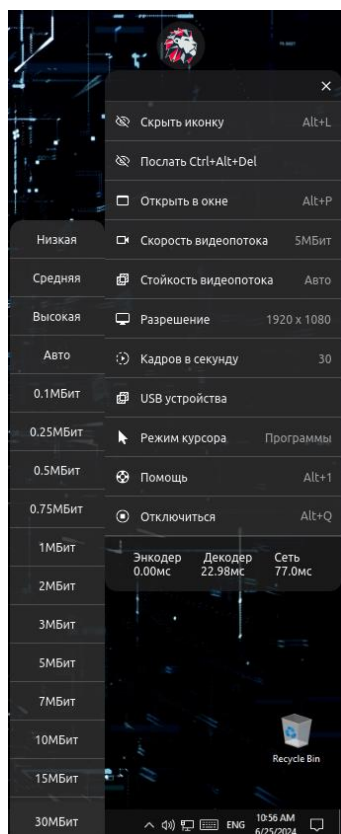 Скрыть иконку Alt+L
Послать Ctrl+Alt+Del
Открыть в окне Alt+P
Скорость видеопотока 5МБит
Стойкость видеопотока Авто
Разрешение 1920 x 1080
Кадров в секунду 30
USB устройства
Режим курсора Программы
Помощь Alt+1
Отключиться Alt+Q
Энкодер Декодер Сеть
0.00мс 22.98мс 77.0мс
Низкая
Средняя
Высокая
Авто
0.1МБит
0.25МБит
0.5МБит
0.75МБит
1МБит
2МБит
3МБит
5МБит
7МБит
10МБит
15МБит
30МБит
Recycle Bin
ENG
10:56 AM
6/25/2024